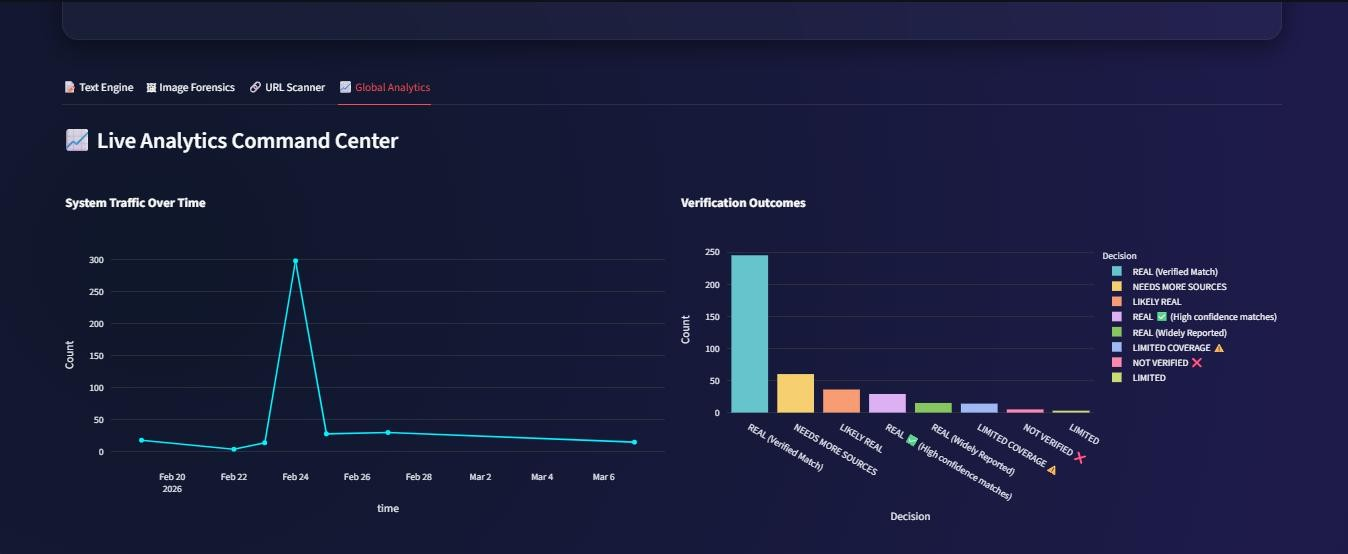 📝 Text Engine
🖼 Image Forensics
🔗 URL Scanner
📈 Global Analytics
📈 Live Analytics Command Center
System Traffic Over Time
Count
300
250
200
150
100
50
0
Feb 20
2026
Feb 22
Feb 24
Feb 26
Feb 28
Mar 2
Mar 4
Mar 6
time
Verification Outcomes
Count
250
200
150
100
50
0
REAL (Verified Match)
NEEDS MORE SOURCES
LIKELY REAL
REAL ✅ (High confidence matches)
REAL (Widely Reported)
LIMITED COVERAGE ⚠️
NOT VERIFIED ❌
LIMITED
Decision
Decision
REAL (Verified Match)
NEEDS MORE SOURCES
LIKELY REAL
REAL ✅ (High confidence matches)
REAL (Widely Reported)
LIMITED COVERAGE ⚠️
NOT VERIFIED ❌
LIMITED